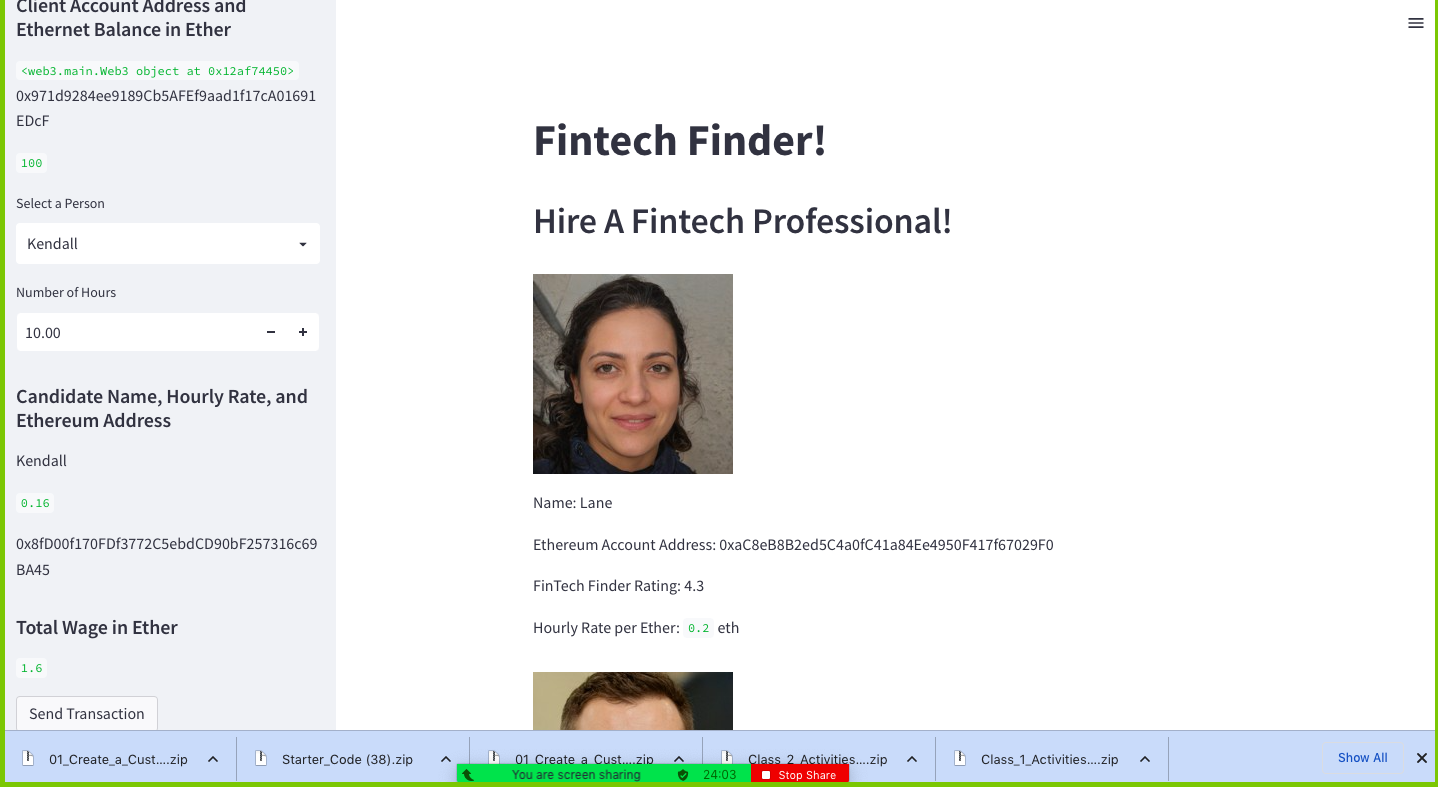 Client Account Address and
Ethernet Balance in Ether
<web3.main.Web3 object at 0x12af74450>
0x971d9284ee9189Cb5AFEf9aad1f17cA01691
EDcF
100
Select a Person
Kendall
Number of Hours
10.00
Candidate Name, Hourly Rate, and
Ethereum Address
Kendall
0.16
0x8fD00f170FDf3772C5ebdCD90bF257316c69
BA45
Total Wage in Ether
1.6
Send Transaction
Fintech Finder!
Hire A Fintech Professional!
Name: Lane
Ethereum Account Address: 0xaC8eB8B2ed5C4a0fC41a84Ee4950F417f67029F0
FinTech Finder Rating: 4.3
Hourly Rate per Ether: 0.2 eth
01_Create_a_Cust....zip
Starter_Code (38).zip
01_Create_a_Cust....zip
Class_2_Activities....zip
Class_1_Activities....zip
Show All
You are screen sharing
24:03
Stop Share